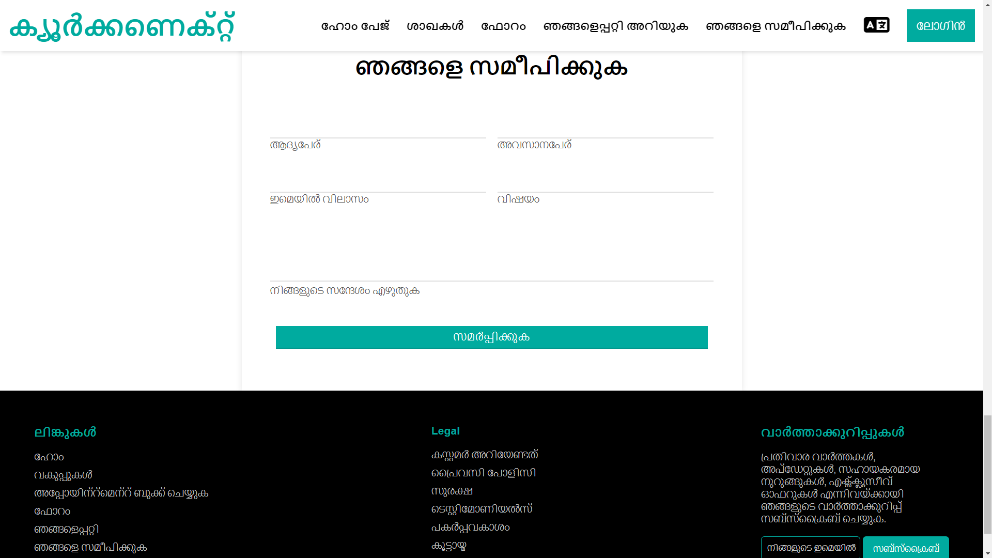 ക്യൂർക്കണെക്റ്റ്
ഹോം പേജ് ശാഖകൾ ഫോറം ഞങ്ങളെപ്പറ്റി അറിയുക ഞങ്ങളെ സമീപിക്കുക A ലോഗിൻ
ഞങ്ങളെ സമീപിക്കുക
ആദ്യപേര് അവസാനപേര്
ഇമെയിൽ വിലാസം വിഷയം
നിങ്ങളുടെ സന്ദേശം എഴുതുക
സമർപ്പിക്കുക
ലിങ്കുകൾ
ഹോം
വകുപ്പുകൾ
അപ്പോയിന്റ്മെന്റ് ബുക്ക് ചെയ്യുക
ഫോറം
ഞങ്ങളെപ്പറ്റി
ഞങ്ങളെ സമീപിക്കുക
Legal
കസ്റ്റമർ അറിയേണ്ടത്
പ്രൈവസി പോളിസി
സുരക്ഷ
ടെസ്റ്റിമോണിയൽസ്
പകർപ്പവകാശം
കൂട്ടായ്മ
വാർത്താക്കുറിപ്പുകൾ
പ്രതിവാര വാർത്തകൾ,
അപ്ഡേറ്റുകൾ, സഹായകരമായ
നുറുങ്ങുകൾ, എക്സ്ക്ലൂസീവ്
ഓഫറുകൾ എന്നിവയ്ക്കായി
ഞങ്ങളുടെ വാർത്താക്കുറിപ്പ്
സബ്സ്ക്രൈബ് ചെയ്യുക.
നിങ്ങളുടെ ഇമെയിൽ സബ്സ്ക്രൈബ്